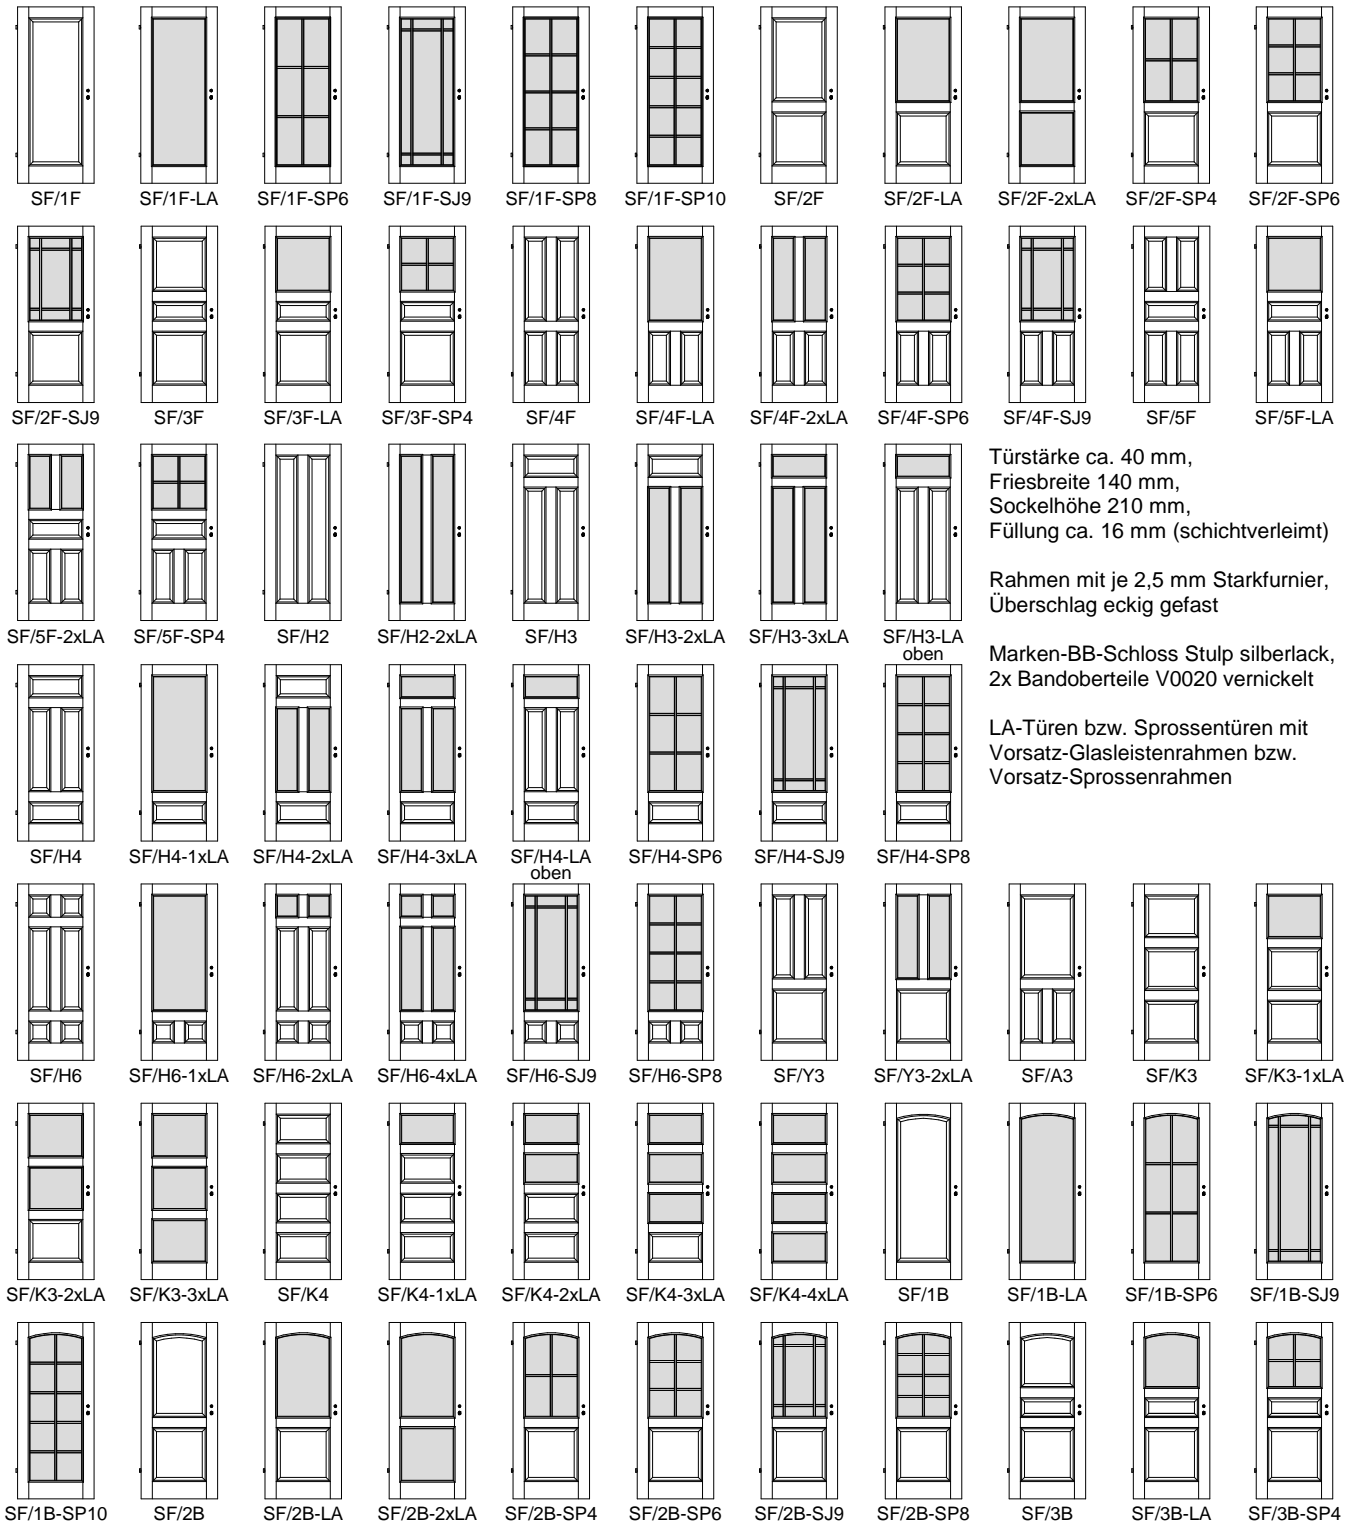 SF/1F SF/1F-LA SF/1F-SP6 SF/1F-SJ9 SF/1F-SP8 SF/1F-SP10 SF/2F SF/2F-LA SF/2F-2xLA SF/2F-SP4 SF/2F-SP6
SF/2F-SJ9 SF/3F SF/3F-LA SF/3F-SP4 SF/4F SF/4F-LA SF/4F-2xLA SF/4F-SP6 SF/4F-SJ9 SF/5F SF/5F-LA
SF/5F-2xLA SF/5F-SP4 SF/H2 SF/H2-2xLA SF/H3 SF/H3-2xLA SF/H3-3xLA SF/H3-LA
oben
Türstärke ca. 40 mm,
Friesbreite 140 mm,
Sockelhöhe 210 mm,
Füllung ca. 16 mm (schichtverleimt)
Rahmen mit je 2,5 mm Starkfurnier,
Überschlag eckig gefast
Marken-BB-Schloss Stulp silberlack,
2x Bandoberteile V0020 vernickelt
LA-Türen bzw. Sprossentüren mit
Vorsatz-Glasleistenrahmen bzw.
Vorsatz-Sprossenrahmen
SF/H4 SF/H4-1xLA SF/H4-2xLA SF/H4-3xLA SF/H4-LA SF/H4-SP6 SF/H4-SJ9 SF/H4-SP8
oben
SF/H6 SF/H6-1xLA SF/H6-2xLA SF/H6-4xLA SF/H6-SJ9 SF/H6-SP8 SF/Y3 SF/Y3-2xLA SF/A3 SF/K3 SF/K3-1xLA
SF/K3-2xLA SF/K3-3xLA SF/K4 SF/K4-1xLA SF/K4-2xLA SF/K4-3xLA SF/K4-4xLA SF/1B SF/1B-LA SF/1B-SP6 SF/1B-SJ9
SF/1B-SP10 SF/2B SF/2B-LA SF/2B-2xLA SF/2B-SP4 SF/2B-SP6 SF/2B-SJ9 SF/2B-SP8 SF/3B SF/3B-LA SF/3B-SP4